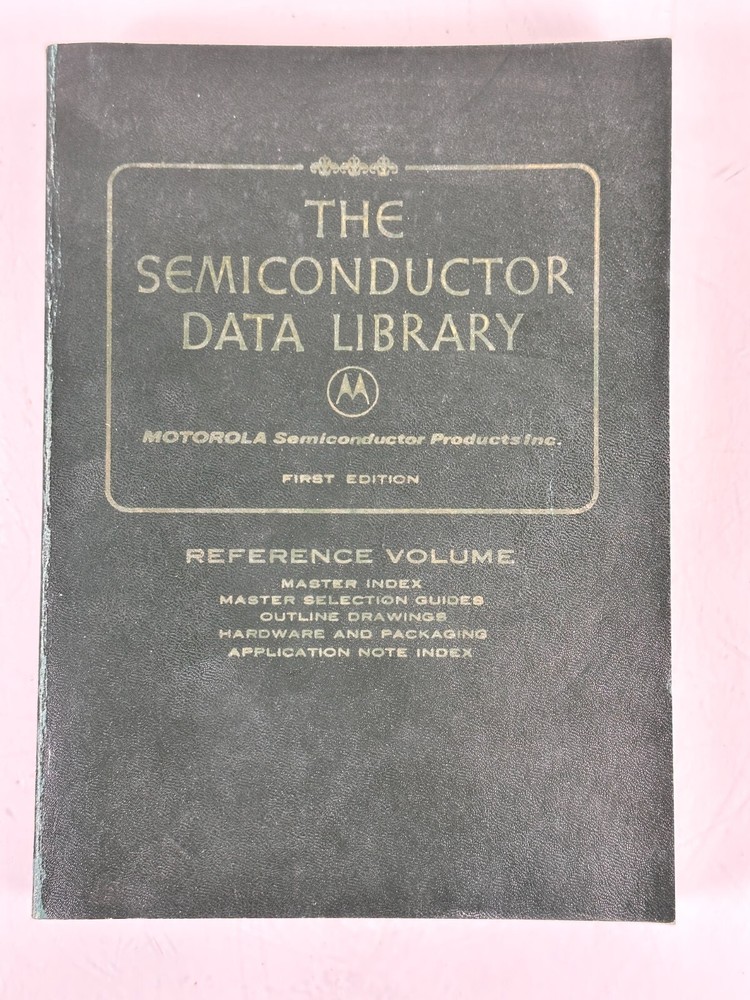 THE
SEMICONDUCTOR
DATA LIBRARY
MOTOROLA Semiconductor Products Inc.
FIRST EDITION
REFERENCE VOLUME
MASTER INDEX
MASTER SELECTION GUIDES
OUTLINE DRAWINGS
HARDWARE AND PACKAGING
APPLICATION NOTE INDEX